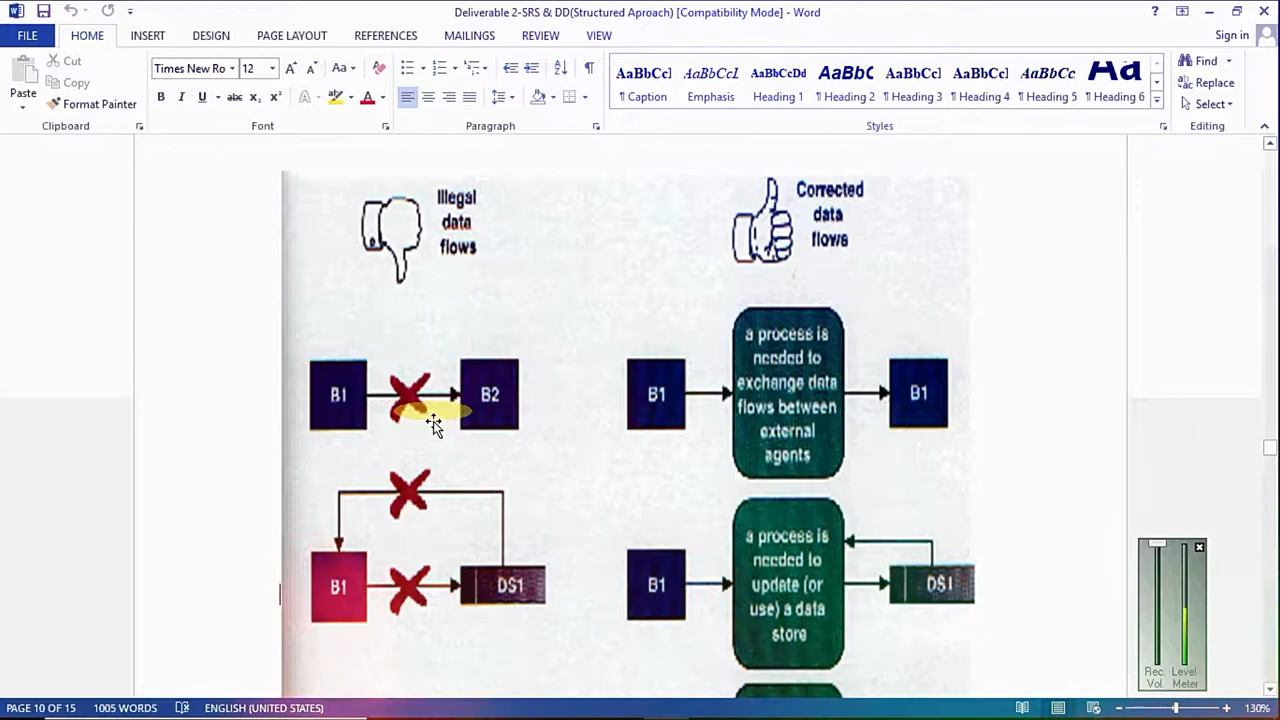 Deliverable 2-SRS & DD(Structured Aproach) [Compatibility Mode] - Word
FILE HOME INSERT DESIGN PAGE LAYOUT REFERENCES MAILINGS REVIEW VIEW Sign in
Paste
Cut
Copy
Format Painter
Clipboard
Times New Ro 12
Font
Paragraph
AaBbCcI AaBbCcL AaBbCcDd AaBbC AaBbCcI AaBbCcI AaBbCcI AaBb
¶ Caption Emphasis Heading 1 ¶ Heading 2 ¶ Heading 3 ¶ Heading 4 ¶ Heading 5 ¶ Heading 6
Styles
Find
Replace
Select
Editing
Illegal
data
flows
Corrected
data
flows
B1
B2
B1
a process is
needed to
exchange data
flows between
external
agents
B1
B1
DS1
B1
a process is
needed to
update (or
use) a data
store
DS1
Rec. Vol.
Level Meter
PAGE 10 OF 15 1005 WORDS ENGLISH (UNITED STATES) 130%